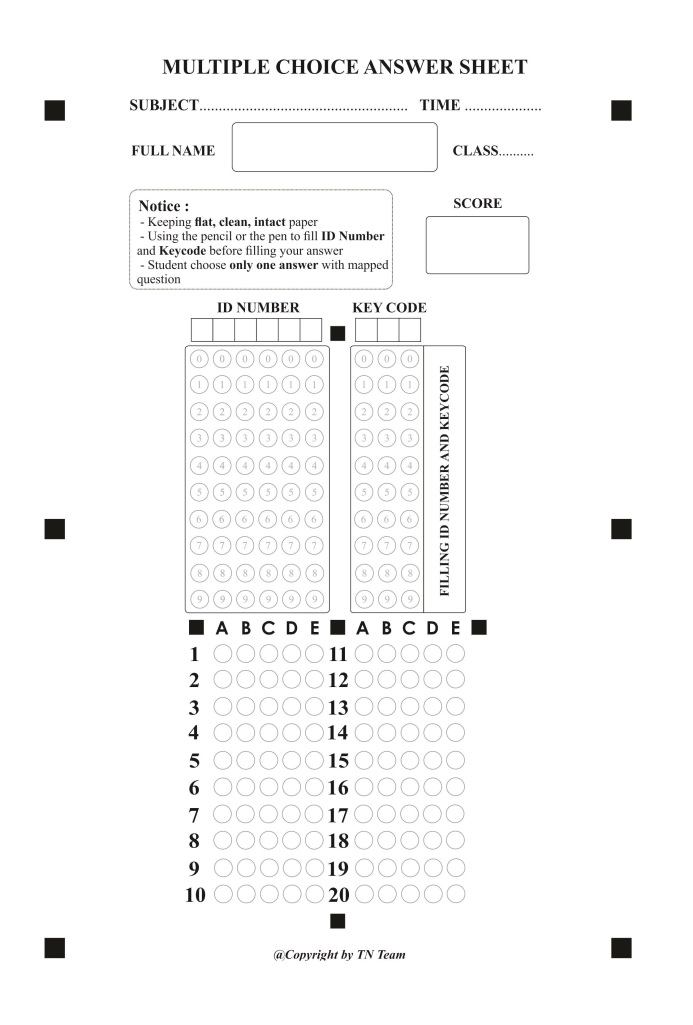 MULTIPLE CHOICE ANSWER SHEET
SUBJECT...................................................... TIME ...................
FULL NAME
CLASS.........
Notice :
- Keeping flat, clean, intact paper
- Using the pencil or the pen to fill ID Number
and Keycode before filling your answer
- Student choose only one answer with mapped
question
SCORE
ID NUMBER KEY CODE
0 0 0 0 0 0 0 0 0
1 1 1 1 1 1 1 1 1
2 2 2 2 2 2 2 2 2
3 3 3 3 3 3 3 3 3
4 4 4 4 4 4 4 4 4
5 5 5 5 5 5 5 5 5
6 6 6 6 6 6 6 6 6
7 7 7 7 7 7 7 7 7
8 8 8 8 8 8 8 8 8
9 9 9 9 9 9 9 9 9
FILLING ID NUMBER AND KEYCODE
A B C D E A B C D E
1 11
2 12
3 13
4 14
5 15
6 16
7 17
8 18
9 19
10 20
@Copyright by TN Team